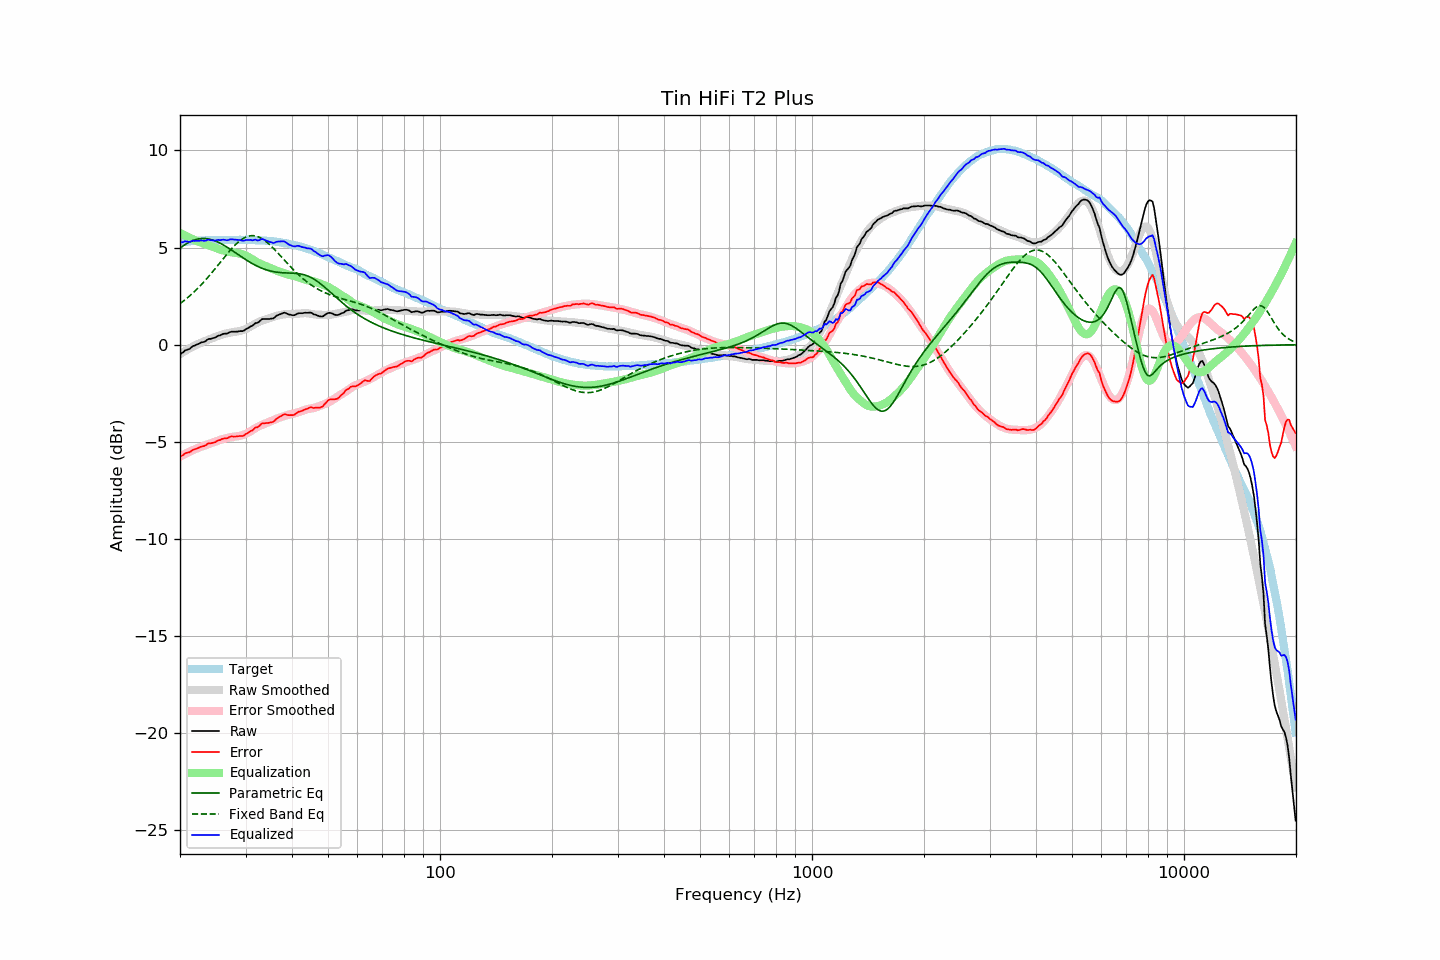 Tin HiFi T2 Plus
10
5
0
−5
−10
−15
−20
−25
Amplitude (dBr)
Target
Raw Smoothed
Error Smoothed
Raw
Error
Equalization
Parametric Eq
Fixed Band Eq
Equalized
100
1000
10000
Frequency (Hz)